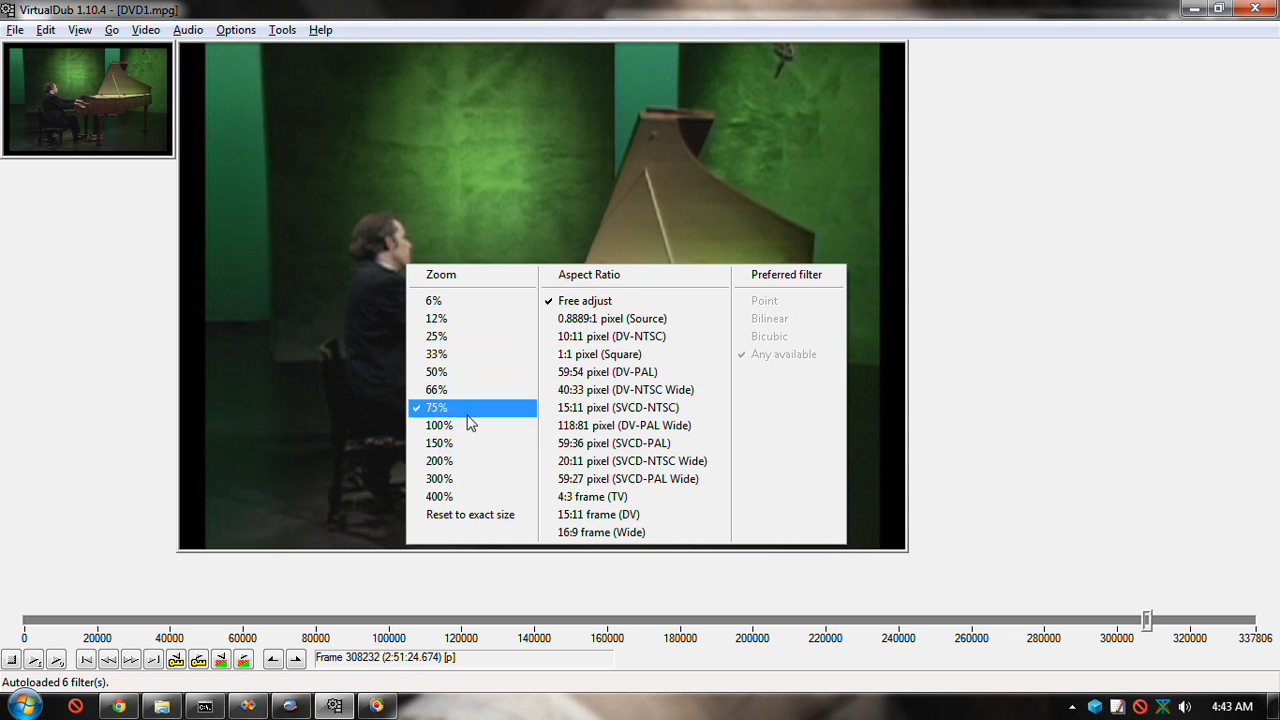 VirtualDub 1.10.4 - [DVD1.mpg]
File Edit View Go Video Audio Options Tools Help
Zoom
6%
12%
25%
33%
50%
66%
75%
100%
150%
200%
300%
400%
Reset to exact size
Aspect Ratio
Free adjust
0.8889:1 pixel (Source)
10:11 pixel (DV-NTSC)
1:1 pixel (Square)
59:54 pixel (DV-PAL)
40:33 pixel (DV-NTSC Wide)
15:11 pixel (SVCD-NTSC)
118:81 pixel (DV-PAL Wide)
59:36 pixel (SVCD-PAL)
20:11 pixel (SVCD-NTSC Wide)
59:27 pixel (SVCD-PAL Wide)
4:3 frame (TV)
15:11 frame (DV)
16:9 frame (Wide)
Preferred filter
Point
Bilinear
Bicubic
Any available
0 20000 40000 60000 80000 100000 120000 140000 160000 180000 200000 220000 240000 260000 280000 300000 320000 337806
Frame 308232 (2:51:24.674) [p]
Autoloaded 6 filter(s).
4:43 AM